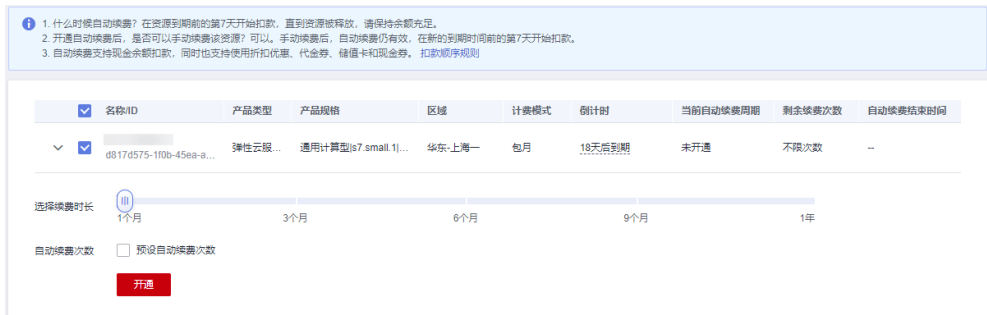 1. 什么时候自动续费？在资源到期前的第7天开始扣款，直到资源被释放，请保持余额充足。
2. 开通自动续费后，是否可以手动续费该资源？可以。手动续费后，自动续费仍有效，在新的到期时间前的第7天开始扣款。
3. 自动续费支持现金余额扣款，同时也支持使用折扣优惠、代金券、储值卡和现金券。 扣款顺序规则
名称/ID 产品类型 产品规格 区域 计费模式 倒计时 当前自动续费周期 剩余续费次数 自动续费结束时间
d817d575-1f0b-45ea-a... 弹性云服... 通用计算型|s7.small.1|... 华东-上海一 包月 18天后到期 未开通 不限次数 --
选择续费时长
1个月 3个月 6个月 9个月 1年
自动续费次数 预设自动续费次数
开通